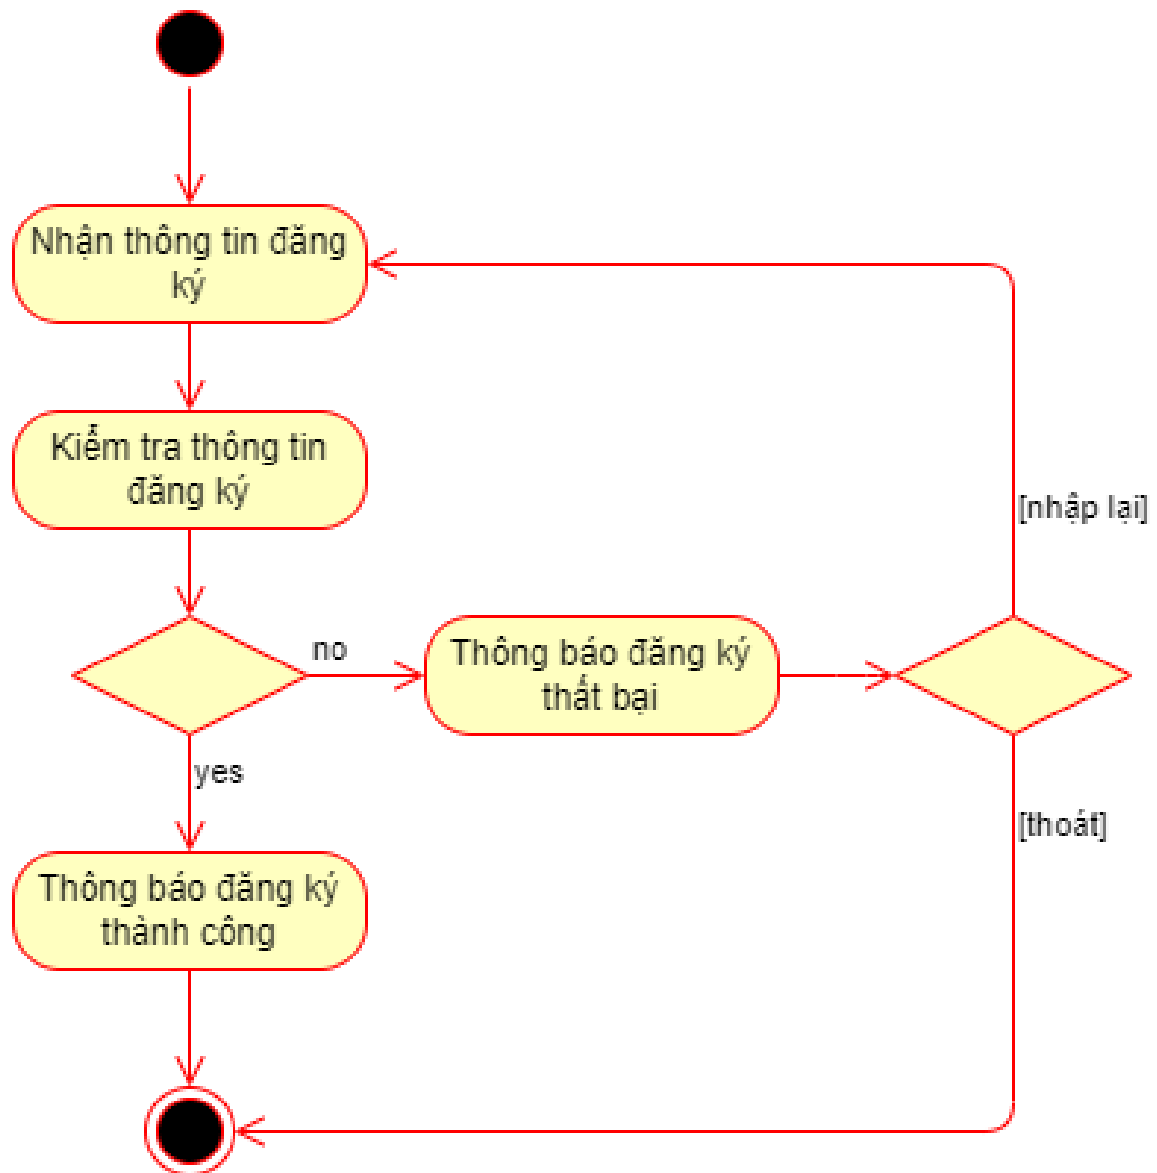 Nhận thông tin đăng
ký
Kiểm tra thông tin
đăng ký
[nhập lại]
no
Thông báo đăng ký
thất bại
yes
[thoát]
Thông báo đăng ký
thành công